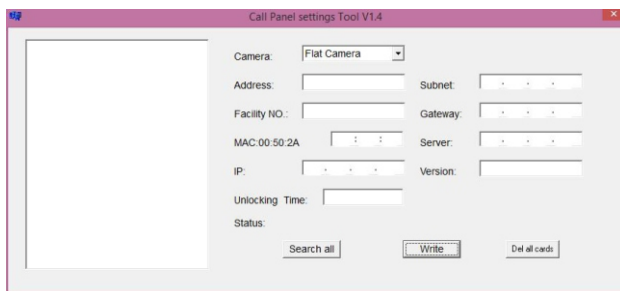 Call Panel settings Tool V1.4
Camera: Flat Camera
Address: Subnet:
Facility NO.: Gateway:
MAC:00:50:2A : : Server:
IP: Version:
Unlocking Time:
Status:
Search all Write Del all cards